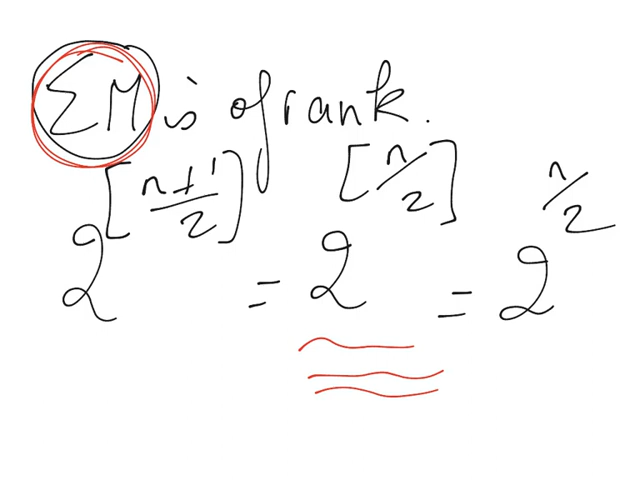 ΣM is of rank.
2^[n+1/2] = 2^[n/2] = 2^n/2